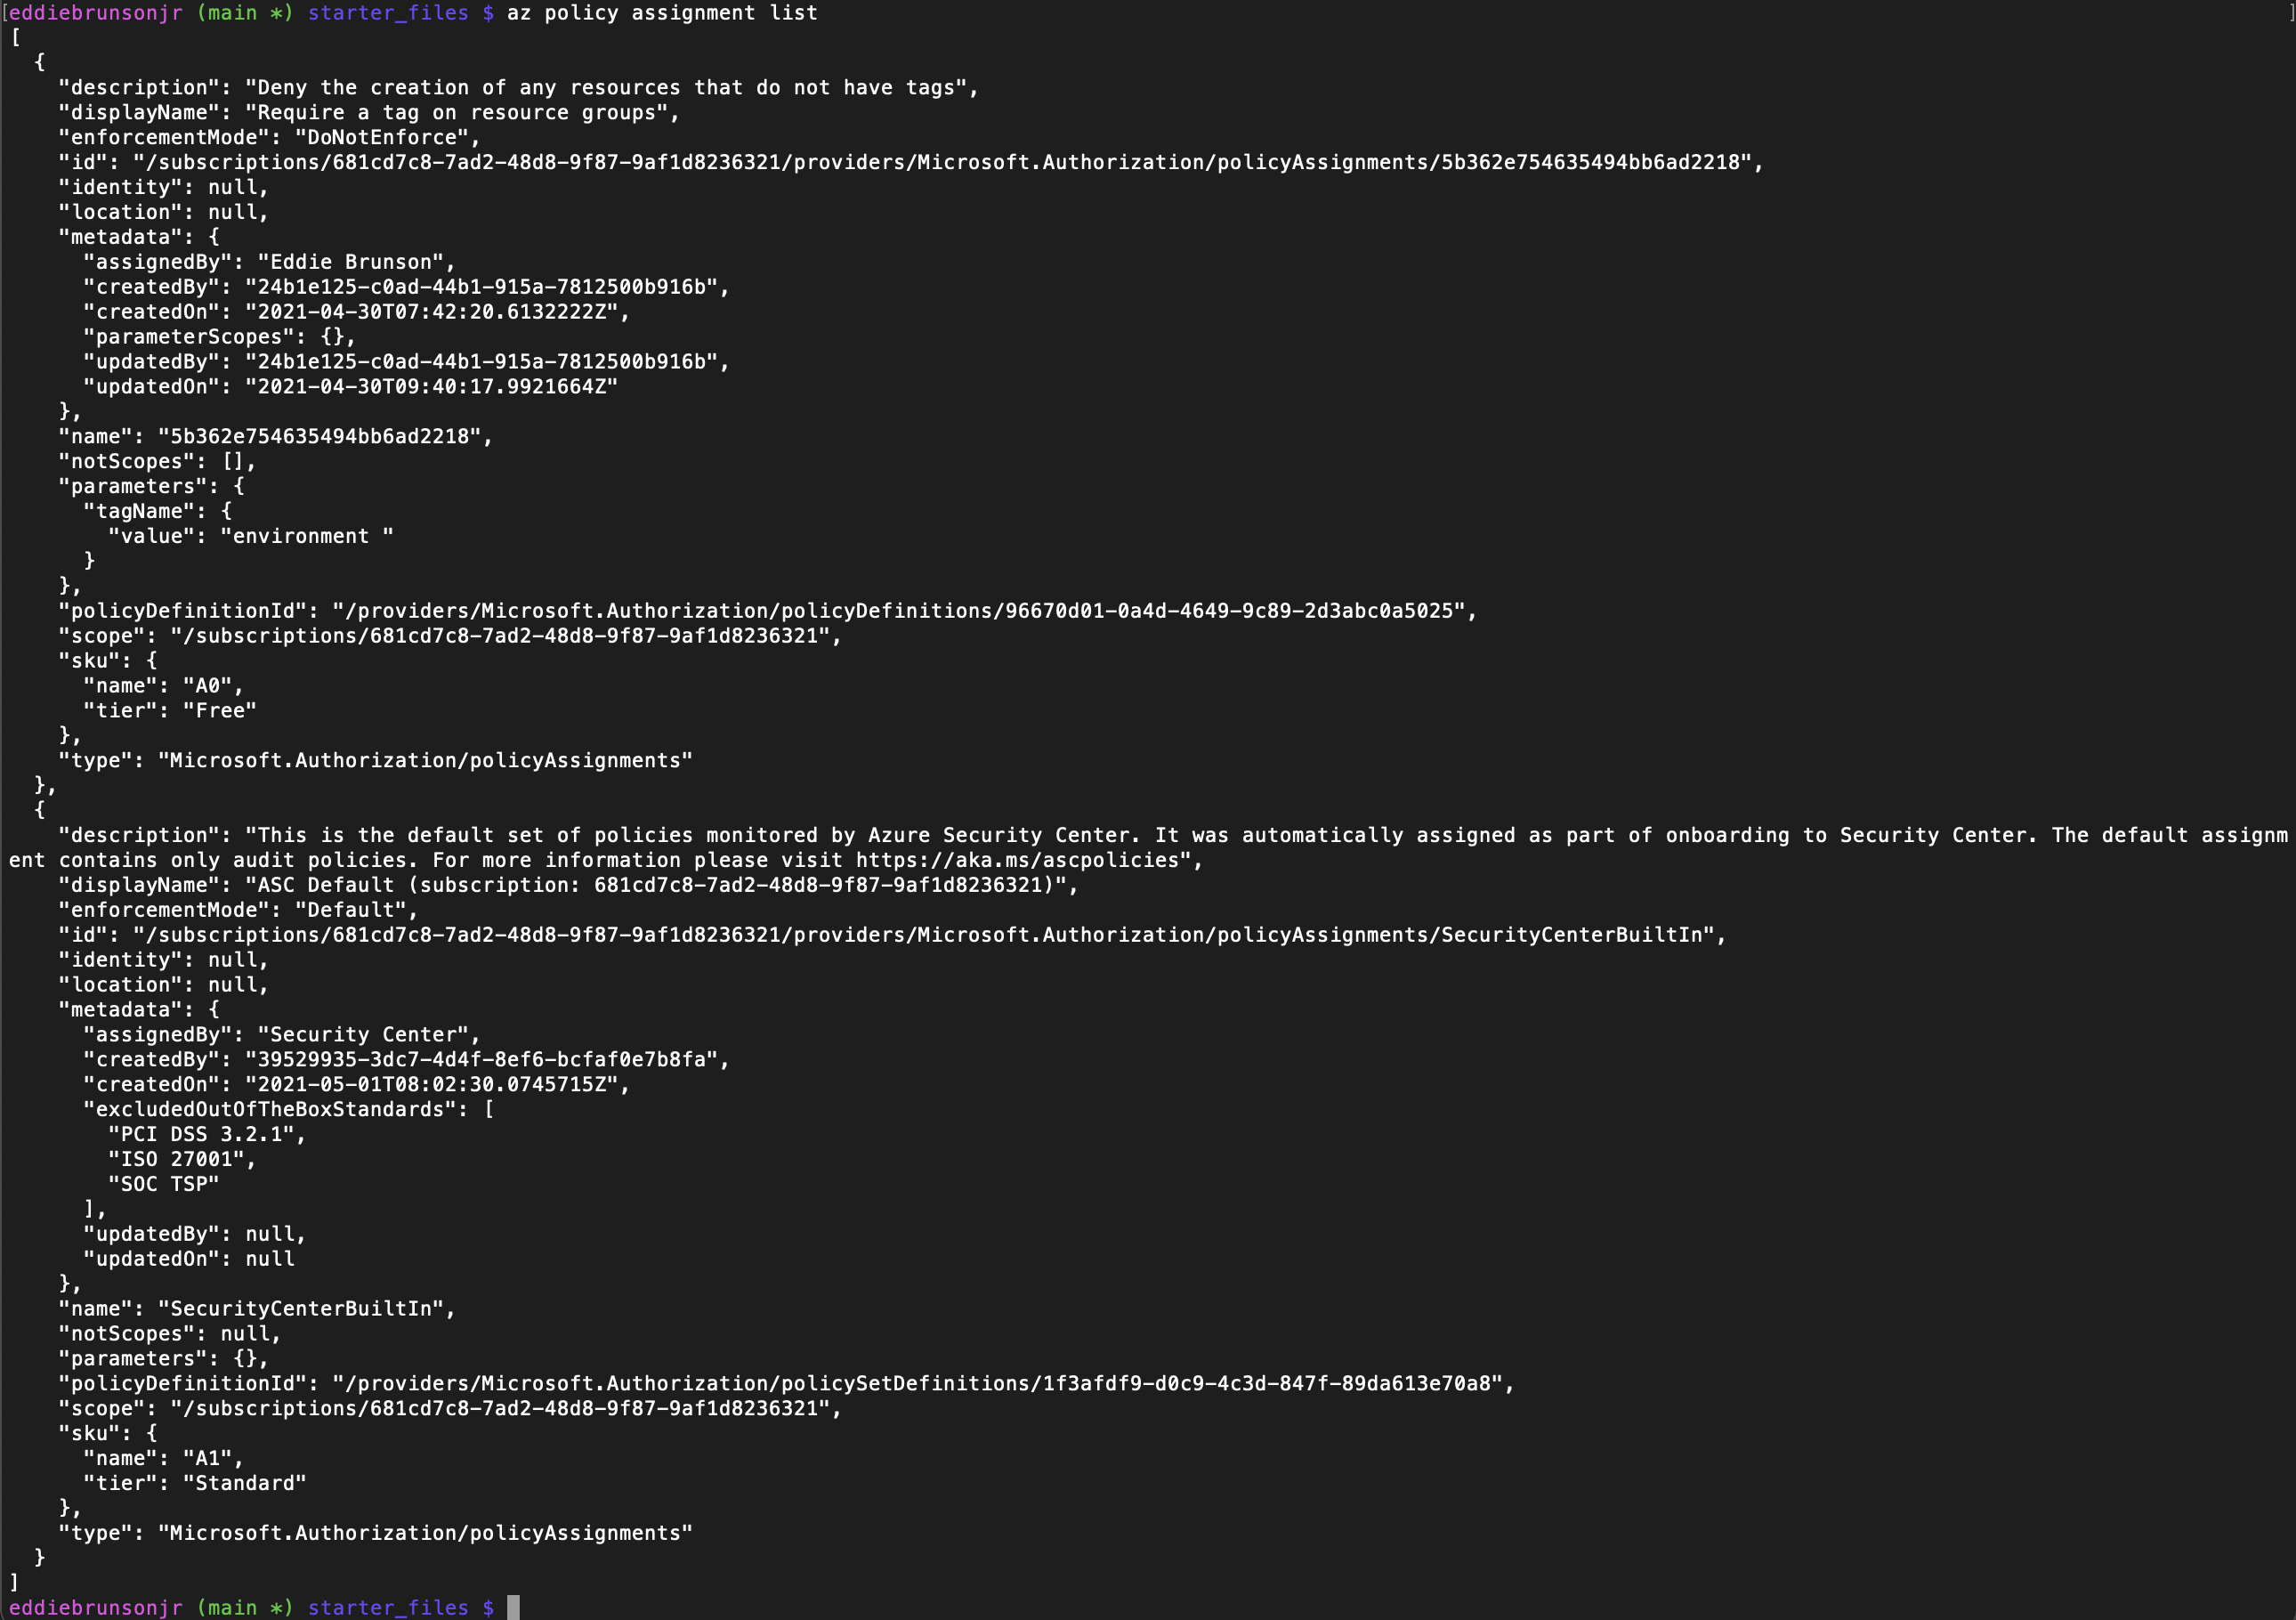 eddiebrunsonjr (main *) starter_files $ az policy assignment list
[
  {
    "description": "Deny the creation of any resources that do not have tags",
    "displayName": "Require a tag on resource groups",
    "enforcementMode": "DoNotEnforce",
    "id": "/subscriptions/681cd7c8-7ad2-48d8-9f87-9af1d8236321/providers/Microsoft.Authorization/policyAssignments/5b362e754635494bb6ad2218",
    "identity": null,
    "location": null,
    "metadata": {
      "assignedBy": "Eddie Brunson",
      "createdBy": "24b1e125-c0ad-44b1-915a-7812500b916b",
      "createdOn": "2021-04-30T07:42:20.6132222Z",
      "parameterScopes": {},
      "updatedBy": "24b1e125-c0ad-44b1-915a-7812500b916b",
      "updatedOn": "2021-04-30T09:40:17.9921664Z"
    },
    "name": "5b362e754635494bb6ad2218",
    "notScopes": [],
    "parameters": {
      "tagName": {
        "value": "environment "
      }
    },
    "policyDefinitionId": "/providers/Microsoft.Authorization/policyDefinitions/96670d01-0a4d-4649-9c89-2d3abc0a5025",
    "scope": "/subscriptions/681cd7c8-7ad2-48d8-9f87-9af1d8236321",
    "sku": {
      "name": "A0",
      "tier": "Free"
    },
    "type": "Microsoft.Authorization/policyAssignments"
  },
  {
    "description": "This is the default set of policies monitored by Azure Security Center. It was automatically assigned as part of onboarding to Security Center. The default assignm
ent contains only audit policies. For more information please visit https://aka.ms/ascpolicies",
    "displayName": "ASC Default (subscription: 681cd7c8-7ad2-48d8-9f87-9af1d8236321)",
    "enforcementMode": "Default",
    "id": "/subscriptions/681cd7c8-7ad2-48d8-9f87-9af1d8236321/providers/Microsoft.Authorization/policyAssignments/SecurityCenterBuiltIn",
    "identity": null,
    "location": null,
    "metadata": {
      "assignedBy": "Security Center",
      "createdBy": "39529935-3dc7-4d4f-8ef6-bcfaf0e7b8fa",
      "createdOn": "2021-05-01T08:02:30.0745715Z",
      "excludedOutOfTheBoxStandards": [
        "PCI DSS 3.2.1",
        "ISO 27001",
        "SOC TSP"
      ],
      "updatedBy": null,
      "updatedOn": null
    },
    "name": "SecurityCenterBuiltIn",
    "notScopes": null,
    "parameters": {},
    "policyDefinitionId": "/providers/Microsoft.Authorization/policySetDefinitions/1f3afdf9-d0c9-4c3d-847f-89da613e70a8",
    "scope": "/subscriptions/681cd7c8-7ad2-48d8-9f87-9af1d8236321",
    "sku": {
      "name": "A1",
      "tier": "Standard"
    },
    "type": "Microsoft.Authorization/policyAssignments"
  }
]
eddiebrunsonjr (main *) starter_files $